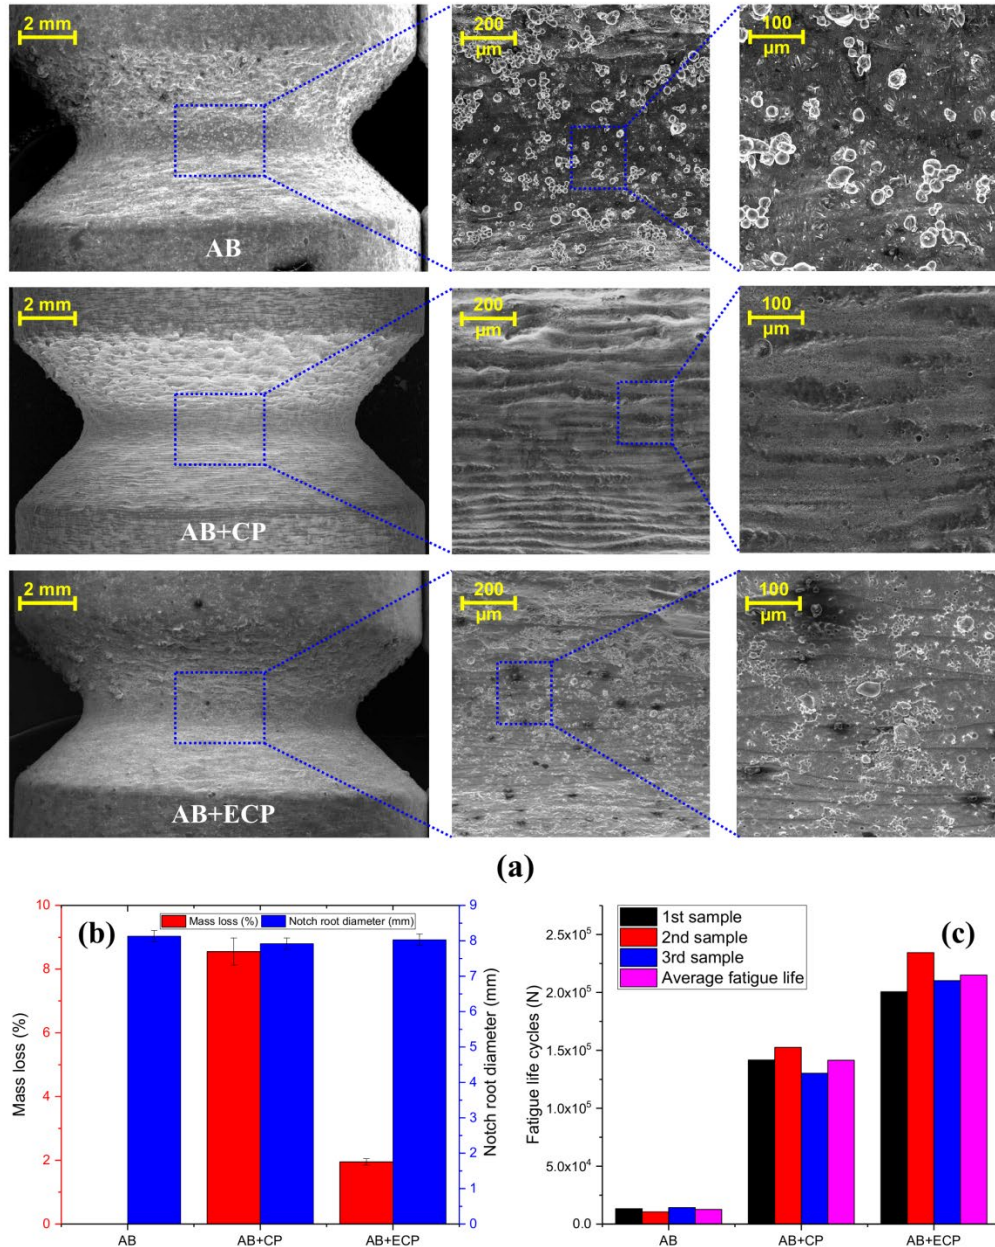 2 mm
200
µm
100
µm
AB
2 mm
200
µm
100
µm
AB+CP
2 mm
200
µm
100
µm
AB+ECP
(a)
(b)
Mass loss (%)
Notch root diameter (mm)
10
8
6
4
2
0
Mass loss (%)
9
8
7
6
5
4
3
2
1
0
Notch root diameter (mm)
AB
AB+CP
AB+ECP
(c)
1st sample
2nd sample
3rd sample
Average fatigue life
2.5x10⁵
2.0x10⁵
1.5x10⁵
1.0x10⁵
5.0x10⁴
0.0
Fatigue life cycles (N)
AB
AB+CP
AB+ECP